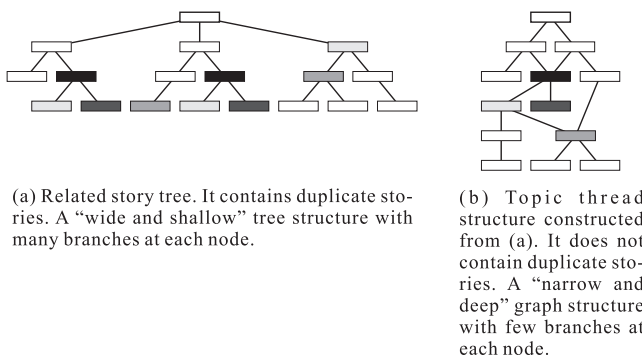 (a) Related story tree. It contains duplicate sto-
ries. A “wide and shallow” tree structure with
many branches at each node.
(b) Topic thread
structure constructed
from (a). It does not
contain duplicate sto-
ries. A “narrow and
deep” graph structure
with few branches at
each node.